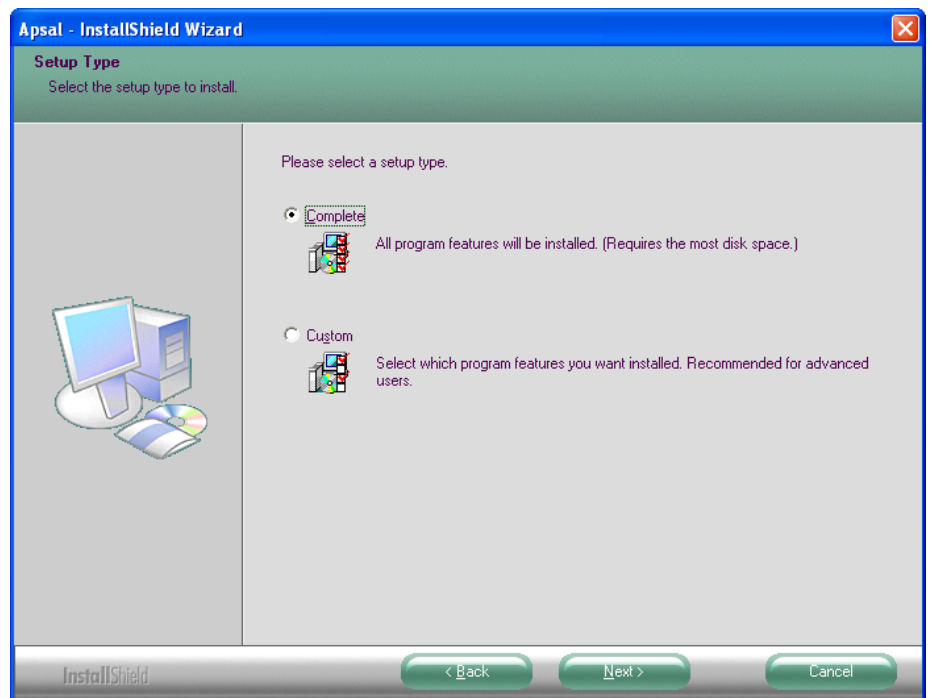 Apsal - InstallShield Wizard
Setup Type
Select the setup type to install.
Please select a setup type.
Complete
All program features will be installed. (Requires the most disk space.)
Custom
Select which program features you want installed. Recommended for advanced
users.
InstallShield
< Back
Next >
Cancel